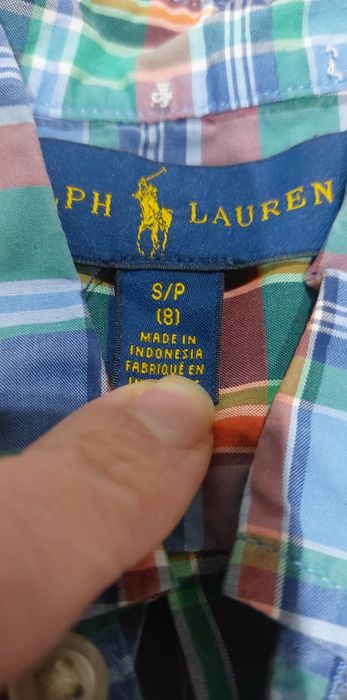 LPH LAUREN
S/P
(8)
MADE IN
INDONESIA
FABRIQUÉ EN